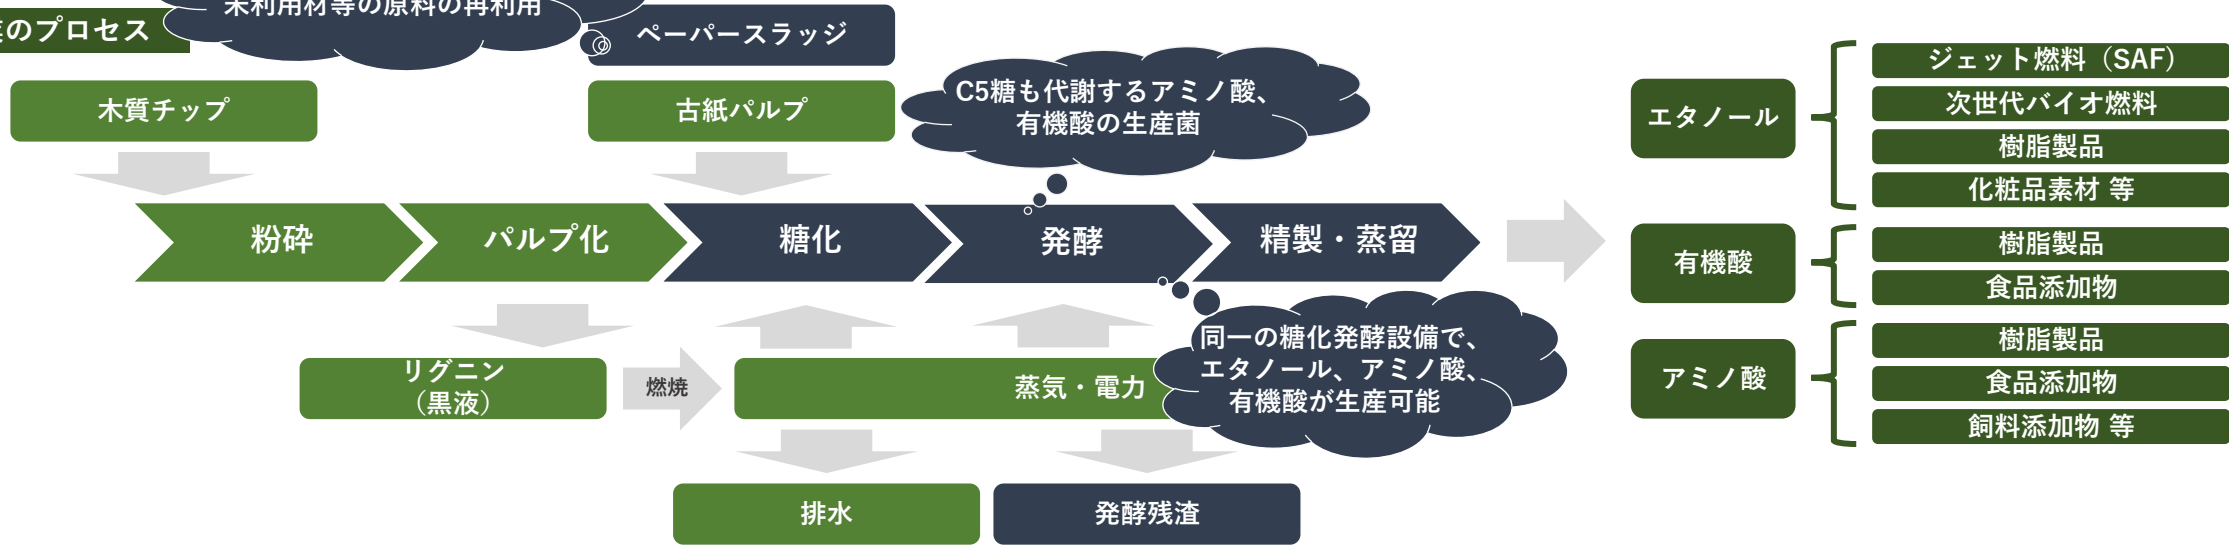 未利用材等の原料の再利用
のプロセス
ペーパースラッジ
木質チップ
古紙パルプ
C5糖も代謝するアミノ酸、
有機酸の生産菌
粉砕
パルプ化
糖化
発酵
精製・蒸留
リグニン
（黒液）
燃焼
蒸気・電力
同一の糖化発酵設備で、
エタノール、アミノ酸、
有機酸が生産可能
排水
発酵残渣
エタノール
ジェット燃料（SAF）
次世代バイオ燃料
樹脂製品
化粧品素材 等
有機酸
樹脂製品
食品添加物
アミノ酸
樹脂製品
食品添加物
飼料添加物 等